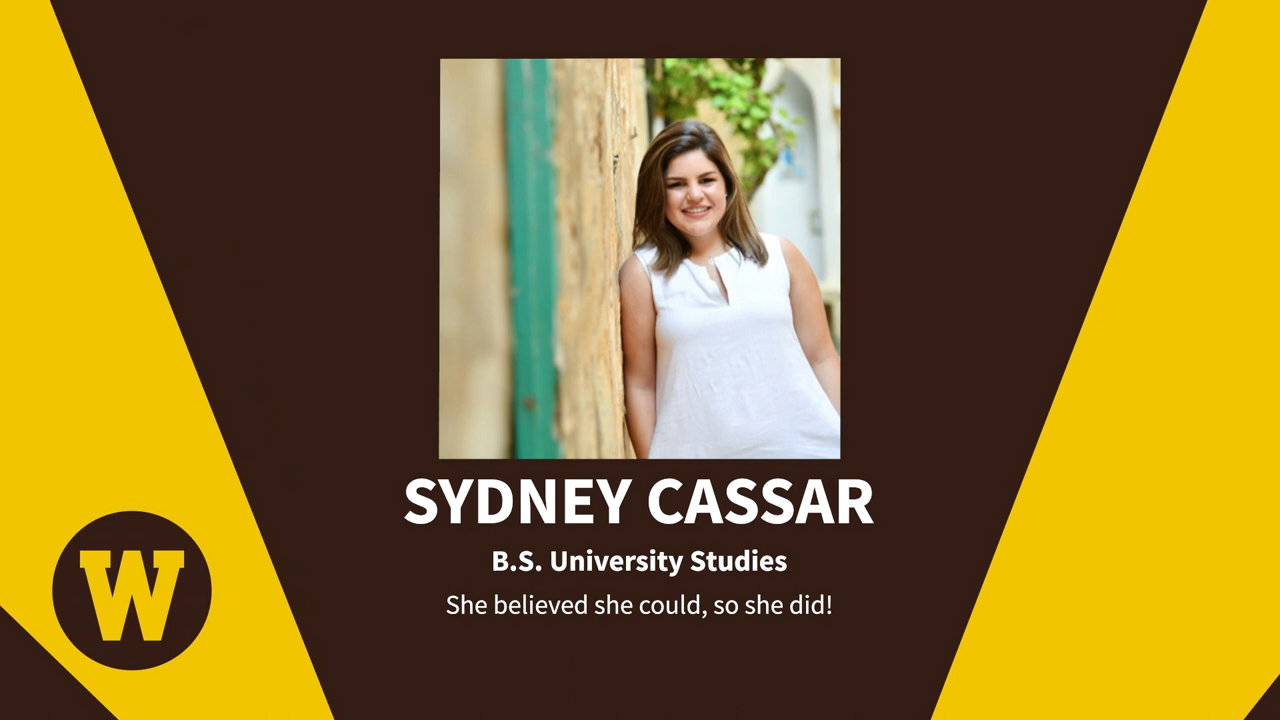 SYDNEY CASSAR
B.S. University Studies
She believed she could, so she did!
W